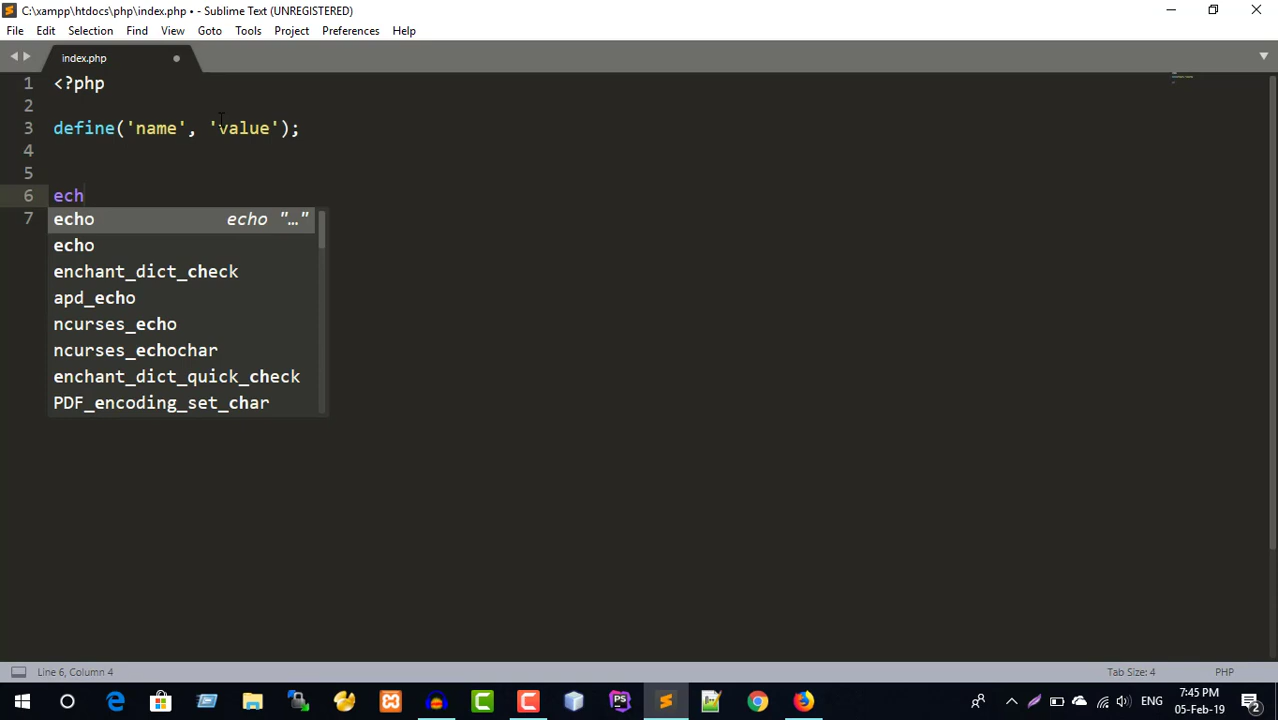 C:\xampp\htdocs\php\index.php • - Sublime Text (UNREGISTERED)
File Edit Selection Find View Goto Tools Project Preferences Help
index.php
1 <?php
2
3 define('name', 'value');
4
5
6 ech
7
echo echo "…"
echo
enchant_dict_check
apd_echo
ncurses_echo
ncurses_echochar
enchant_dict_quick_check
PDF_encoding_set_char
Line 6, Column 4 Tab Size: 4 PHP
ENG 7:45 PM
05-Feb-19 2